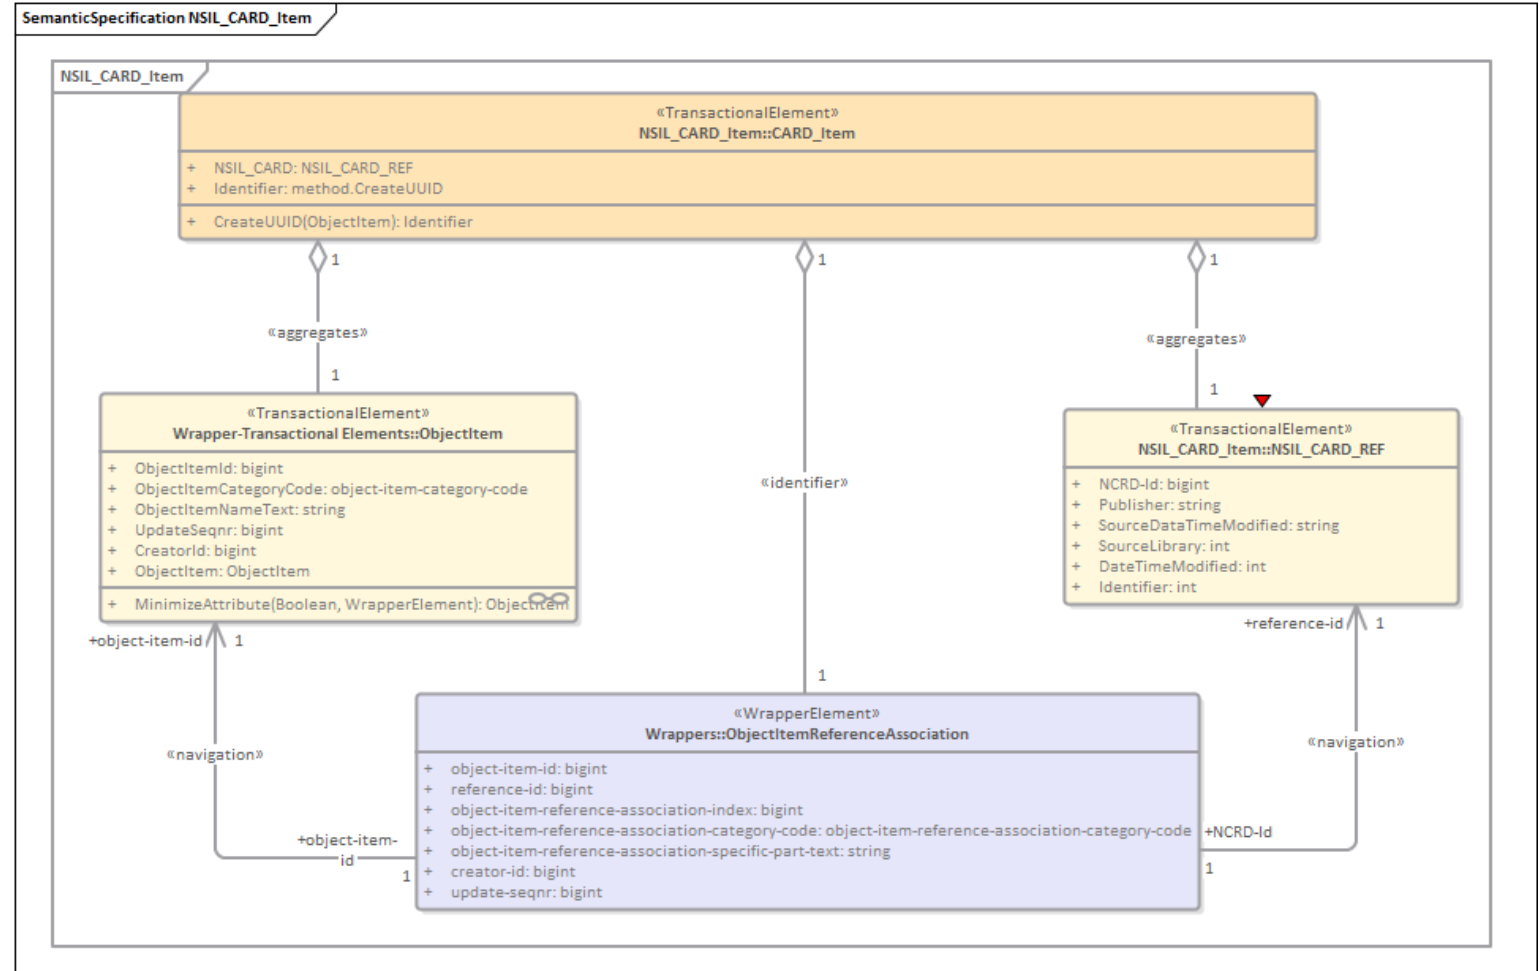 SemanticSpecification NSIL_CARD_Item
NSIL_CARD_Item
«TransactionalElement»
NSIL_CARD_Item::CARD_Item
+ NSIL_CARD: NSIL_CARD_REF
+ Identifier: method.CreateUUID
+ CreateUUID(ObjectItem): Identifier
1
1
1
«aggregates»
«aggregates»
1
1
«TransactionalElement»
Wrapper-Transactional Elements::ObjectItem
+ ObjectItemId: bigint
+ ObjectItemCategoryCode: object-item-category-code
+ ObjectItemNameText: string
+ UpdateSeqnr: bigint
+ CreatorId: bigint
+ ObjectItem: ObjectItem
+ MinimizeAttribute(Boolean, WrapperElement): ObjectItem
«identifier»
«TransactionalElement»
NSIL_CARD_Item::NSIL_CARD_REF
+ NCRD-Id: bigint
+ Publisher: string
+ SourceDataTimeModified: string
+ SourceLibrary: int
+ DateTimeModified: int
+ Identifier: int
+object-item-id
1
+reference-id
1
1
«WrapperElement»
Wrappers::ObjectItemReferenceAssociation
+ object-item-id: bigint
+ reference-id: bigint
+ object-item-reference-association-index: bigint
+ object-item-reference-association-category-code: object-item-reference-association-category-code
+ object-item-reference-association-specific-part-text: string
+ creator-id: bigint
+ update-seqnr: bigint
«navigation»
«navigation»
+object-item-
id
1
+NCRD-Id
1